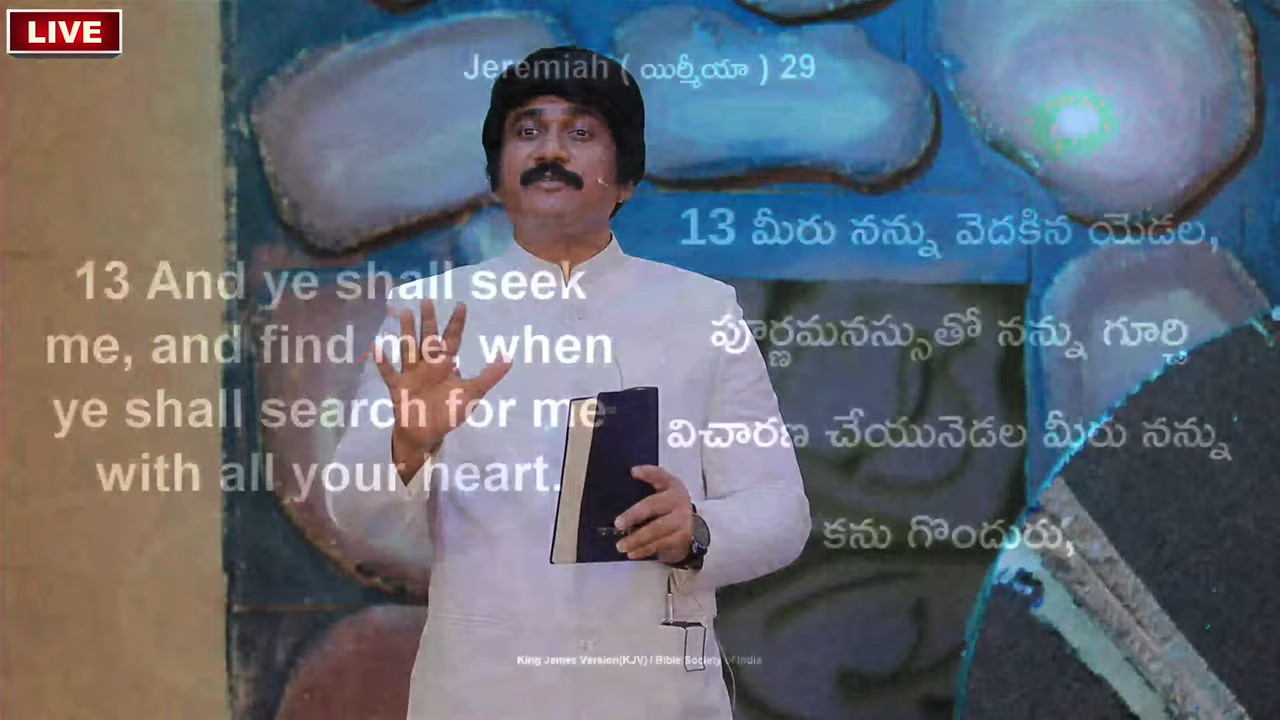 LIVE
Jeremiah ( యిర్మీయా ) 29
13 And ye shall seek
me, and find me, when
ye shall search for me
with all your heart.
13 మీరు నన్ను వెదకిన యెడల,
పూర్ణమనస్సుతో నన్ను గూర్చి
విచారణ చేయునెడల మీరు నన్ను
కను గొందురు,
King James Version(KJV) / Bible Society of India